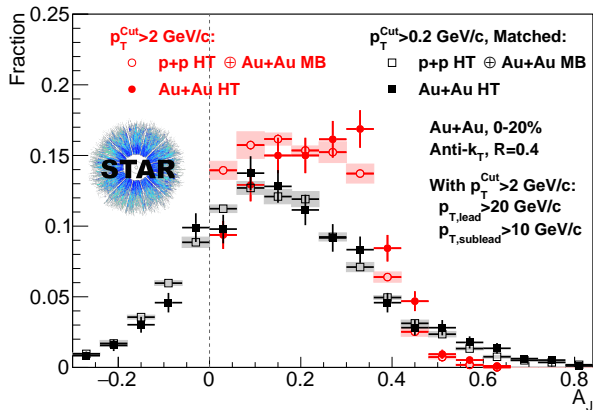 Fraction
0.25
0.2
0.15
0.1
0.05
0
−0.2
0
0.2
0.4
0.6
0.8
A_J
p_T^Cut>2 GeV/c:
p+p HT ⊕ Au+Au MB
Au+Au HT
p_T^Cut>0.2 GeV/c, Matched:
p+p HT ⊕ Au+Au MB
Au+Au HT
STAR
Au+Au, 0-20%
Anti-k_T, R=0.4
With p_T^Cut>2 GeV/c:
p_T,lead>20 GeV/c
p_T,sublead>10 GeV/c